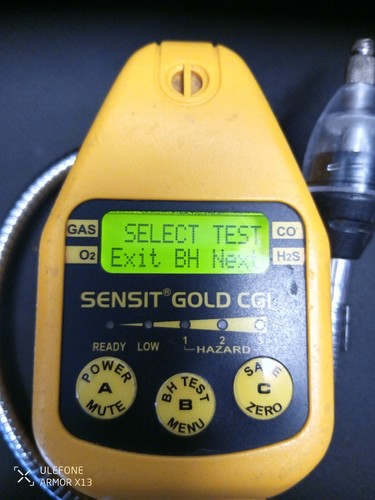 GAS
SELECT TEST
CO
O2
Exit BH Next
H2S
SENSIT® GOLD CGI
READY LOW 1 2 3
HAZARD
POWER
A
MUTE
BH TEST
B
MENU
SAVE
C
ZERO
ULEFONE
ARMOR X13